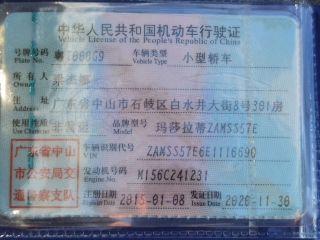 中华人民共和国机动车行驶证
Vehicle License of the People's Republic of China
号牌号码 Plate No. 车辆类型 Vehicle Type 小型轿车
所有人 Owner
住址 Address 广东省中山市石岐区白水井大街8号301房
使用性质 Use Character 非营运 品牌型号 Model 玛莎拉蒂ZAMSS57E
广东省中山市公安局交通警察支队
车辆识别代号 VIN ZAMSS57E6E1116690
发动机号码 Engine No. M156C241231
注册日期 Register Date 2015-01-08 发证日期 Issue Date 2020-11-30